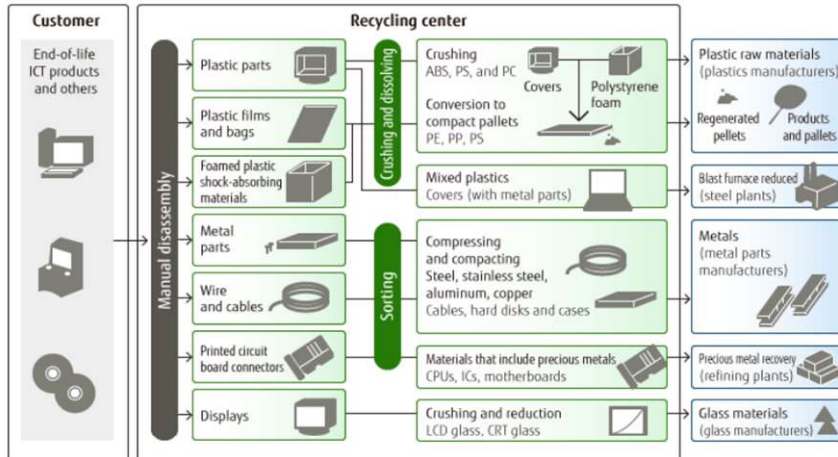 Customer
Recycling center
End-of-life
ICT products
and others
Manual disassembly
Plastic parts
Plastic films
and bags
Foamed plastic
shock-absorbing
materials
Metal
parts
Wire
and cables
Printed circuit
board connectors
Displays
Crushing and dissolving
Sorting
Crushing
ABS, PS, and PC
Covers
Polystyrene
foam
Conversion to
compact pallets
PE, PP, PS
Mixed plastics
Covers (with metal parts)
Compressing
and compacting
Steel, stainless steel,
aluminum, copper
Cables, hard disks and cases
Materials that include precious metals
CPUs, ICs, motherboards
Crushing and reduction
LCD glass, CRT glass
Plastic raw materials
(plastics manufacturers)
Regenerated
pellets
Products
and pallets
Blast furnace reduced
(steel plants)
Metals
(metal parts
manufacturers)
Precious metal recovery
(refining plants)
Glass materials
(glass manufacturers)